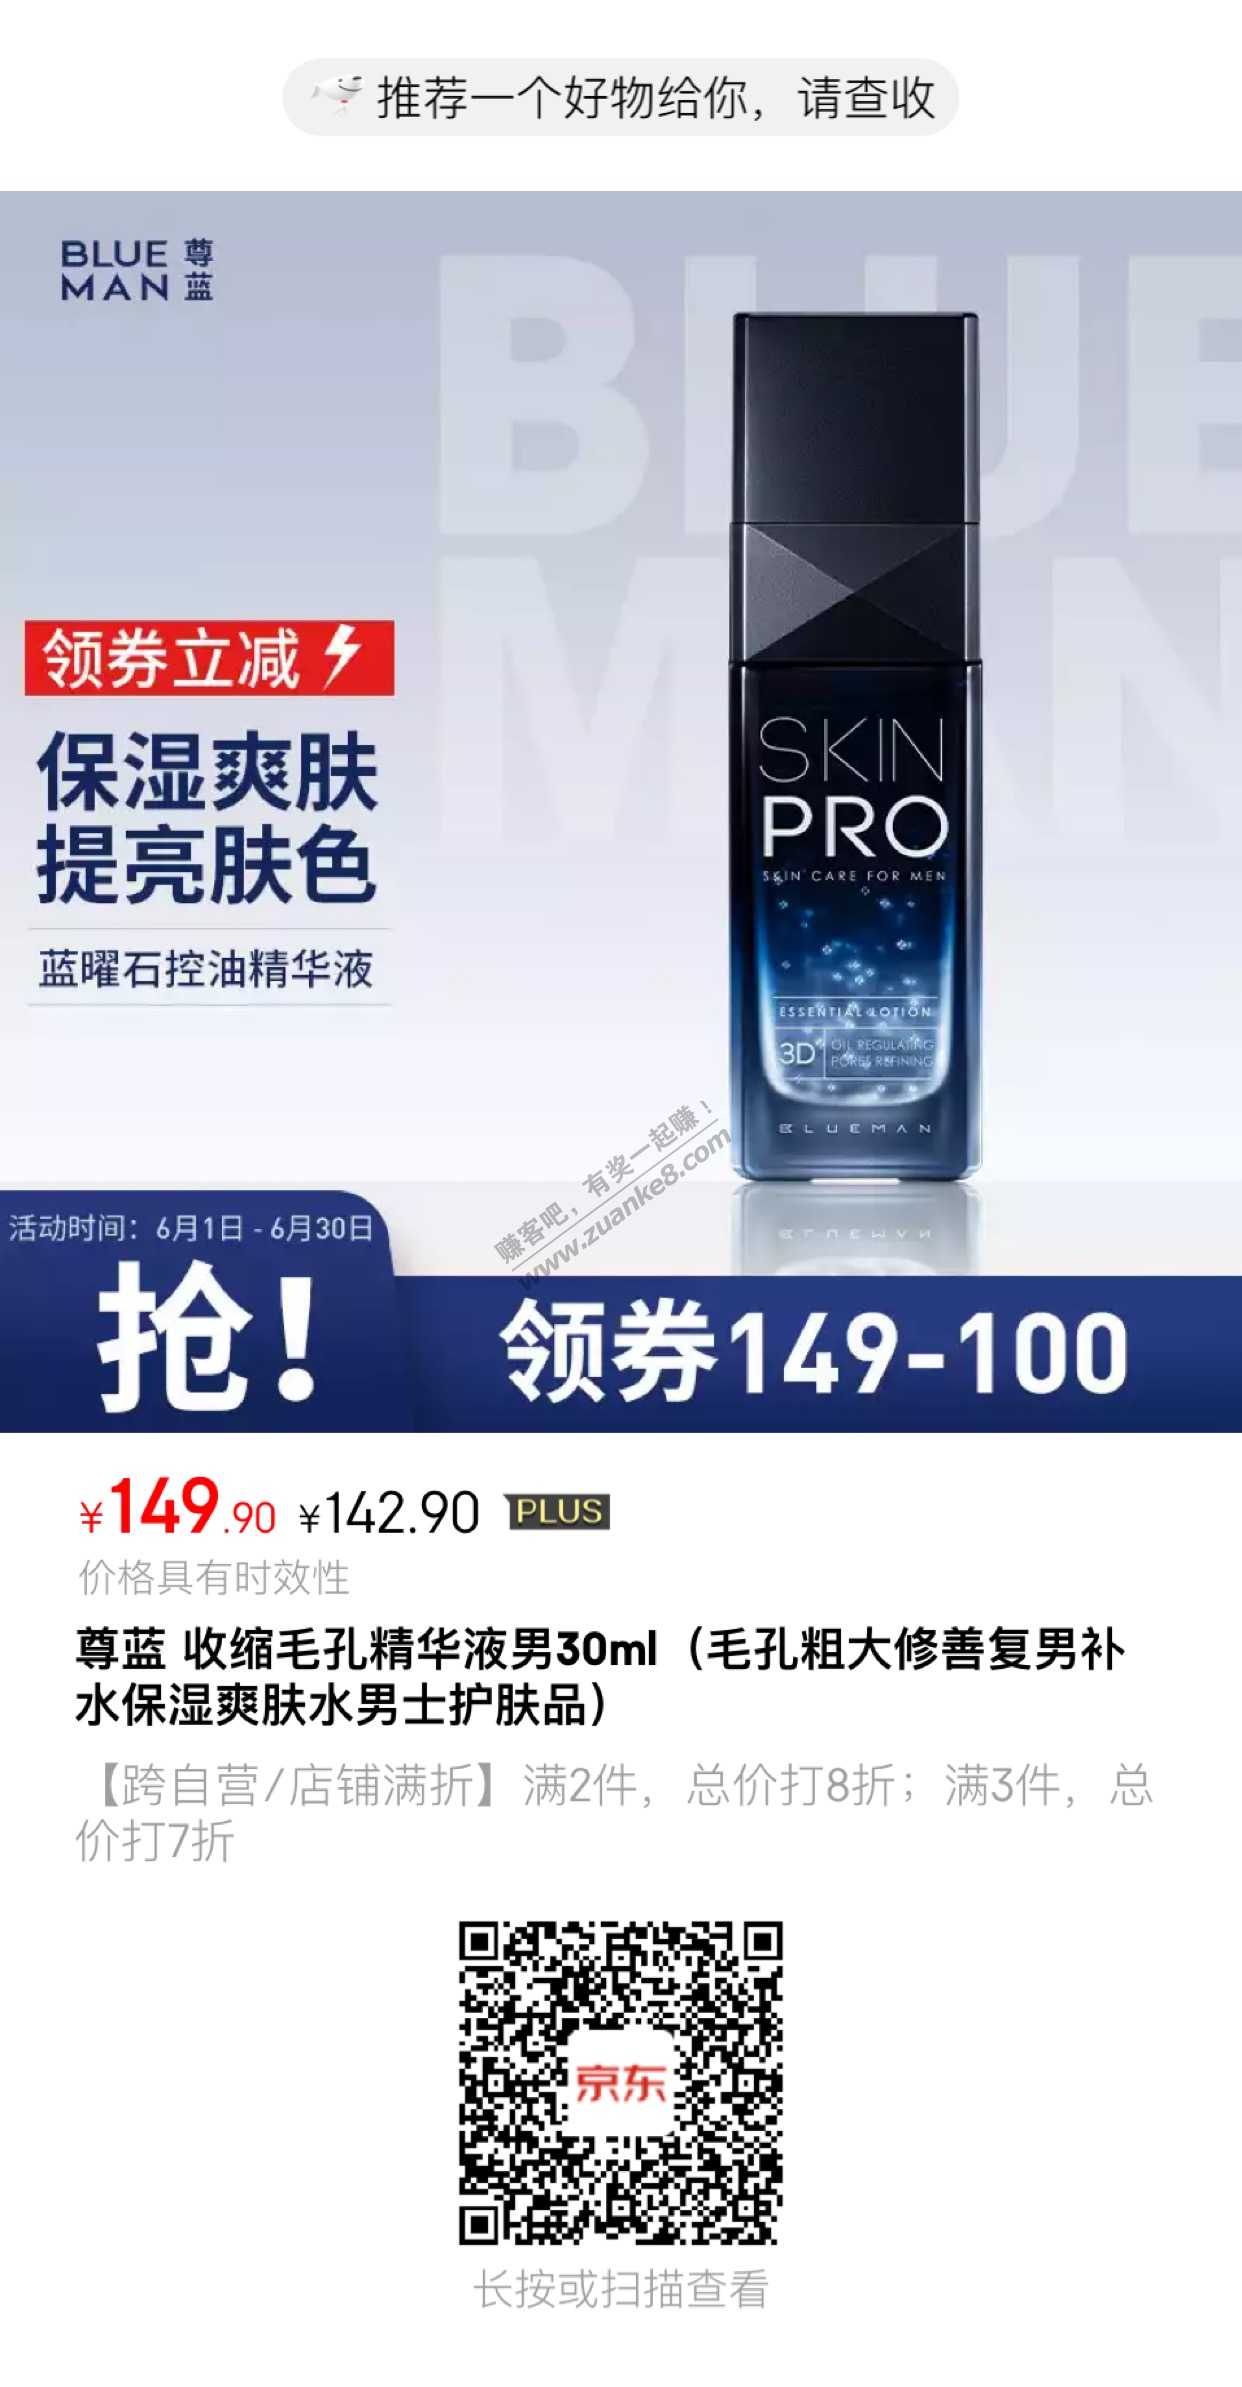 推荐一个好物给你，请查收
BLUE 尊
MAN 蓝
BLUE
MAN
领券立减
保湿爽肤
提亮肤色
蓝曜石控油精华液
SKIN
PRO
SKIN CARE FOR MEN
ESSENTIAL LOTION
3D OIL REGULATING
PORES REFINING
BLUEMAN
赚客吧，有奖一起赚！
www.zuanke8.com
活动时间：6月1日 - 6月30日
抢！
领券149-100
¥149.90 ¥142.90 PLUS
价格具有时效性
尊蓝 收缩毛孔精华液男30ml（毛孔粗大修善复男补
水保湿爽肤水男士护肤品）
【跨自营/店铺满折】满2件，总价打8折；满3件，总
价打7折
京东
长按或扫描查看